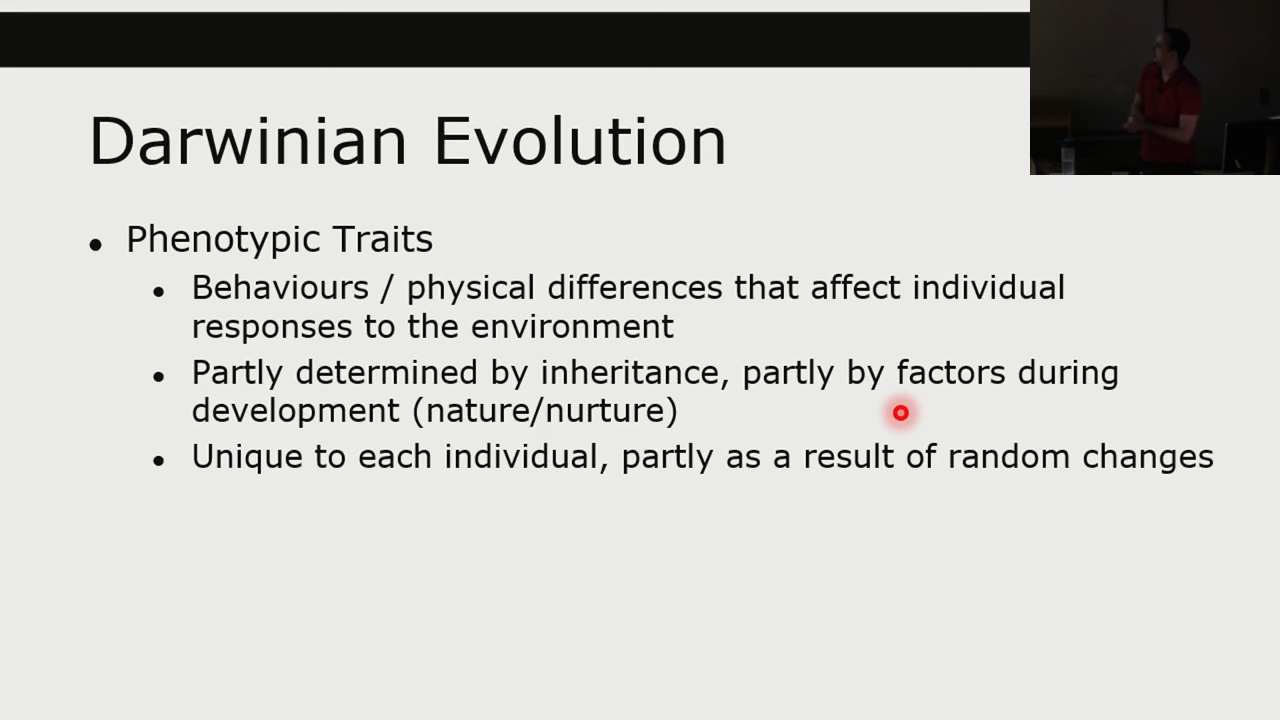 Darwinian Evolution
• Phenotypic Traits
• Behaviours / physical differences that affect individual
responses to the environment
• Partly determined by inheritance, partly by factors during
development (nature/nurture)
• Unique to each individual, partly as a result of random changes